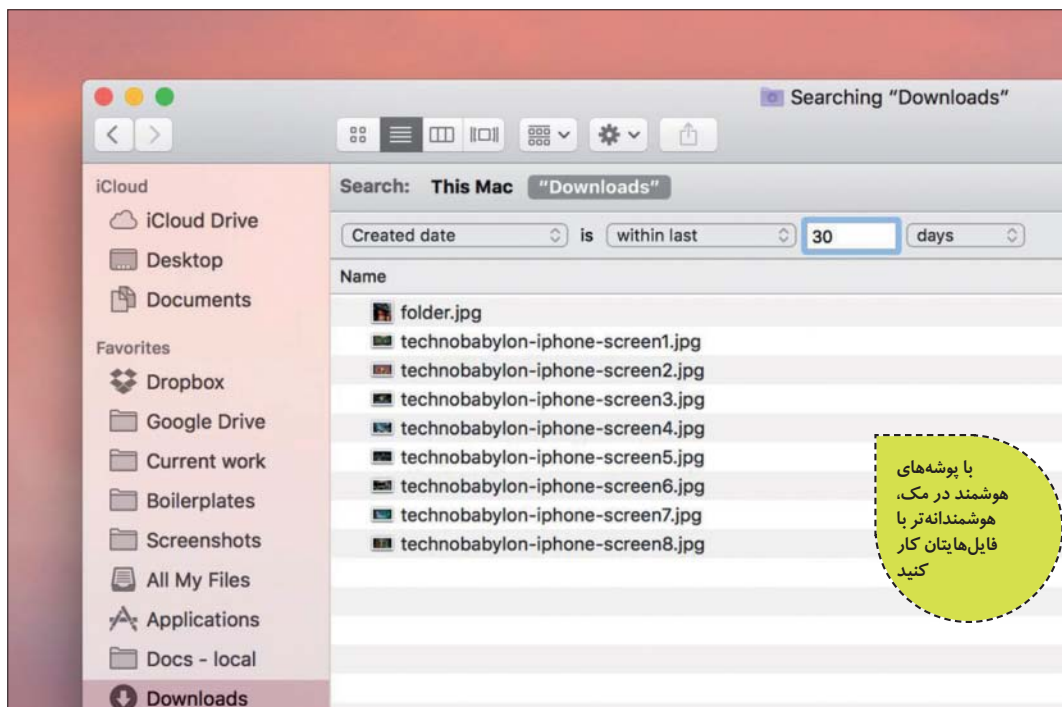 Searching "Downloads"
iCloud
iCloud Drive
Desktop
Documents
Favorites
Dropbox
Google Drive
Current work
Boilerplates
Screenshots
All My Files
Applications
Docs - local
Downloads
Search: This Mac "Downloads"
Created date is within last 30 days
Name
folder.jpg
technobabylon-iphone-screen1.jpg
technobabylon-iphone-screen2.jpg
technobabylon-iphone-screen3.jpg
technobabylon-iphone-screen4.jpg
technobabylon-iphone-screen5.jpg
technobabylon-iphone-screen6.jpg
technobabylon-iphone-screen7.jpg
technobabylon-iphone-screen8.jpg
با پوشه‌های
هوشمند در مک،
هوشمندانه‌تر با
فایل‌هایتان کار
کنید